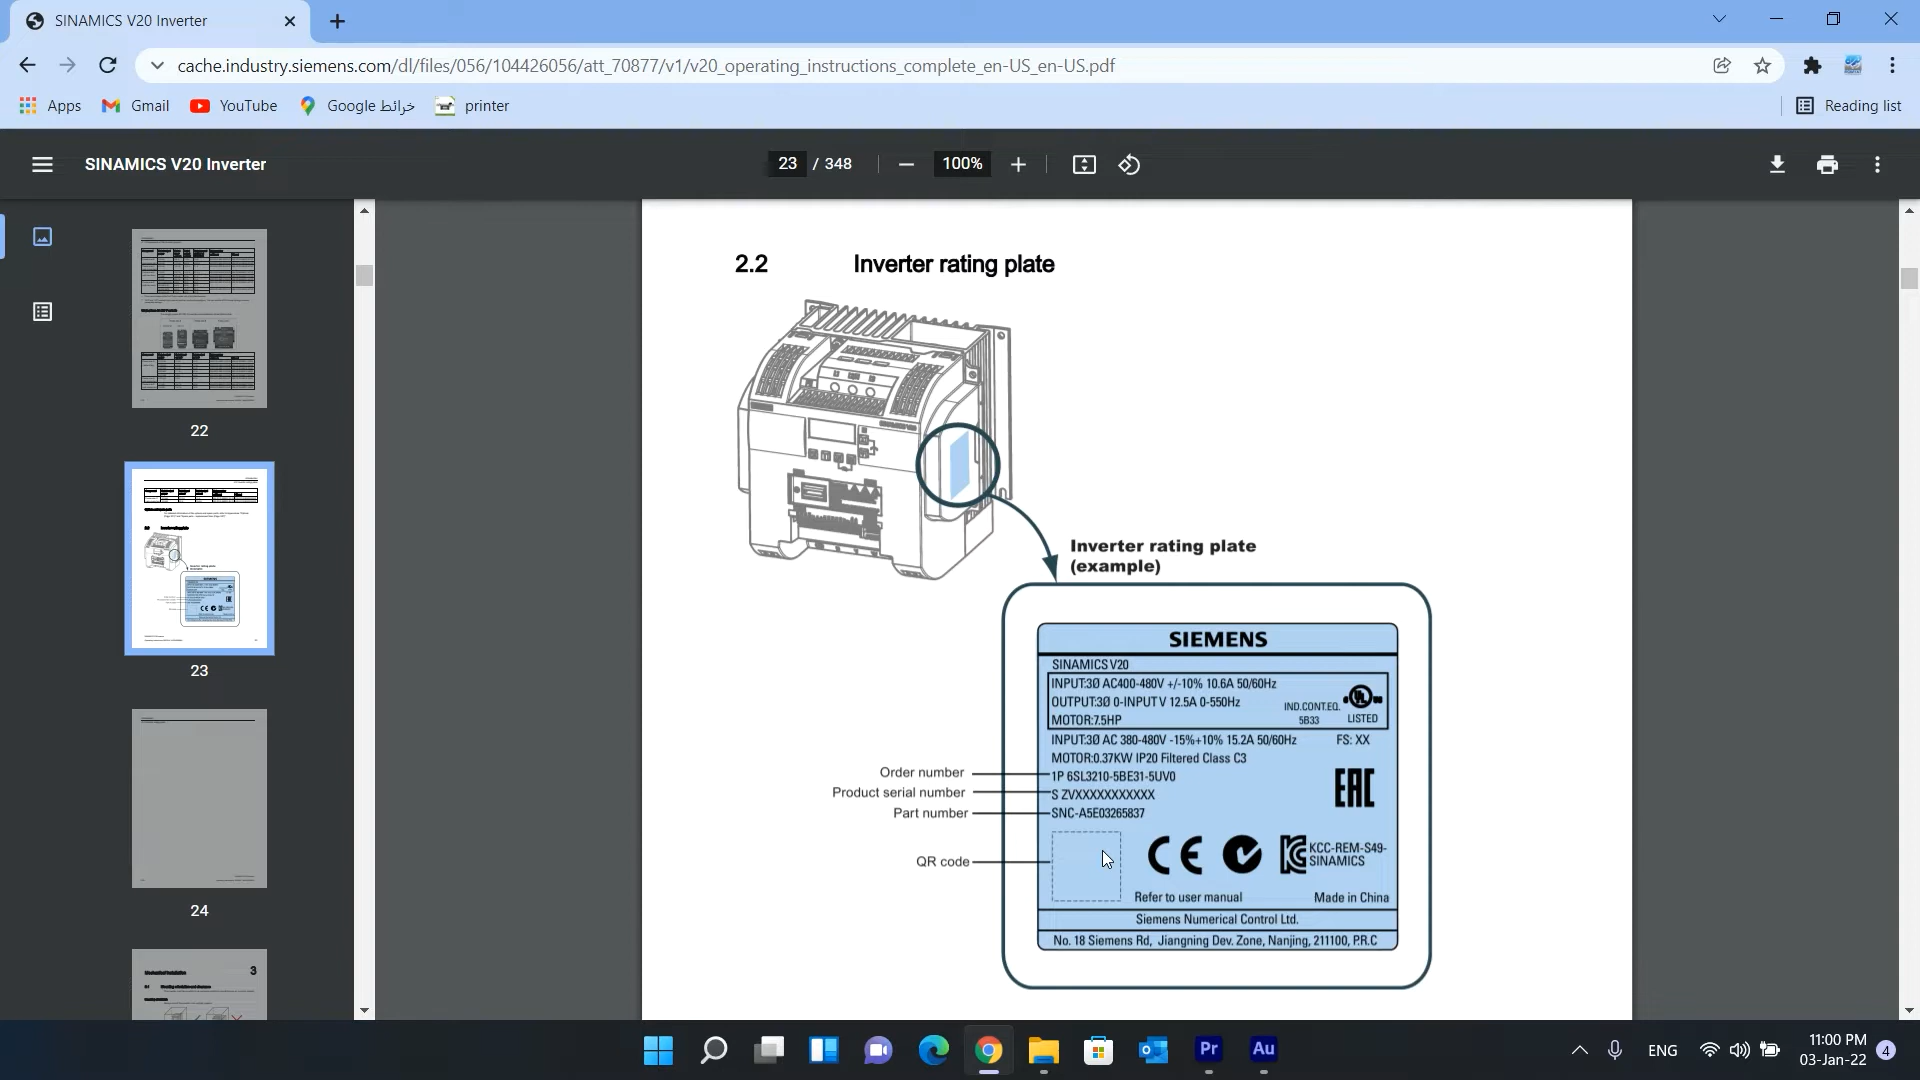 SINAMICS V20 Inverter
cache.industry.siemens.com/dl/files/056/104426056/att_70877/v1/v20_operating_instructions_complete_en-US_en-US.pdf
Apps
Gmail
YouTube
Google خرائط
printer
Reading list
SINAMICS V20 Inverter
23 / 348
100%
22
23
24
3
2.2 Inverter rating plate
Inverter rating plate
(example)
SIEMENS
SINAMICS V20
INPUT:3Ø AC400-480V +/-10% 10.6A 50/60Hz
OUTPUT:3Ø 0-INPUT V 12.5A 0-550Hz
MOTOR:7.5HP
IND.CONT.EQ.
5B33
UL
LISTED
INPUT:3Ø AC 380-480V -15%+10% 15.2A 50/60Hz
FS: XX
MOTOR:0.37KW IP20 Filtered Class C3
Order number
1P 6SL3210-5BE31-5UV0
EAC
Product serial number
S ZVXXXXXXXXXXX
Part number
SNC-A5E03265837
QR code
CE
KCC-REM-S49-
SINAMICS
Refer to user manual
Made in China
Siemens Numerical Control Ltd.
No. 18 Siemens Rd, Jiangning Dev. Zone, Nanjing, 211100, P.R.C
Pr
Au
ENG
11:00 PM
03-Jan-22
4